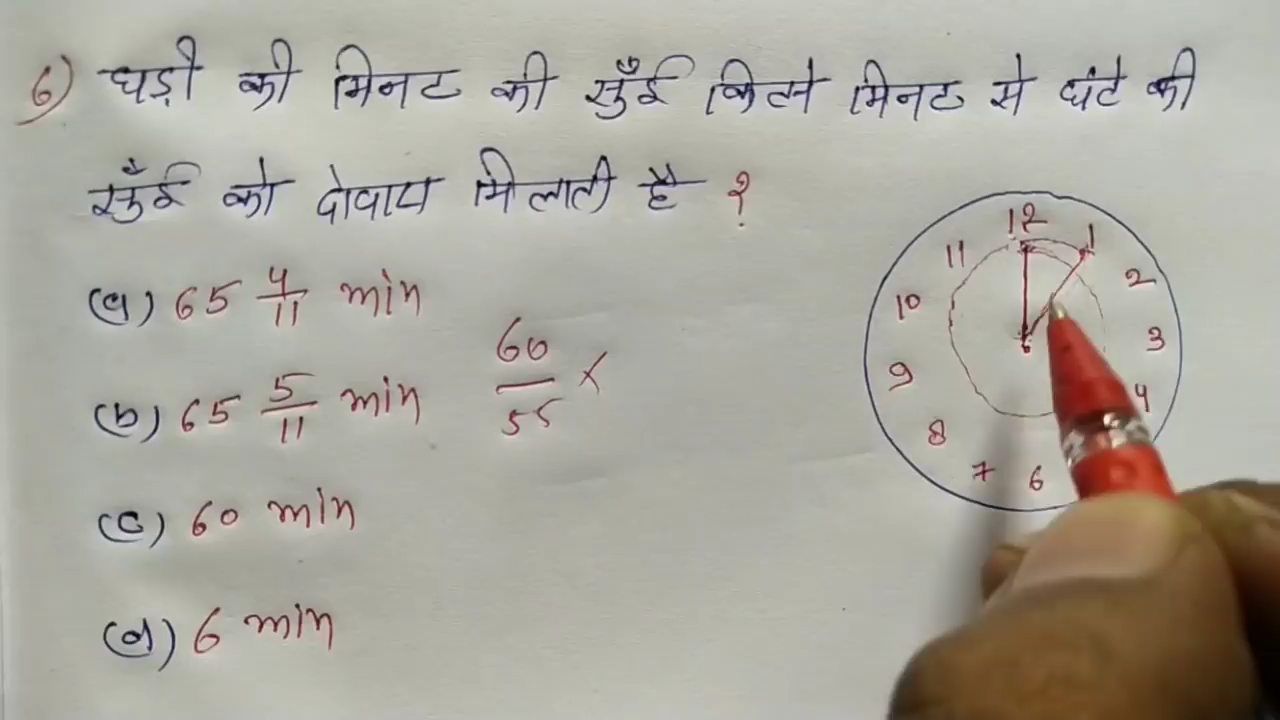 6) घड़ी की मिनट की सुँई कितने मिनट से घंटे की
सुँई को दोवारा मिलाती है ?
(a) 65 4/11 min
(b) 65 5/11 min
(c) 60 min
(d) 6 min
60/55 ×
12
11 1
10 2
9 3
8 4
7 6